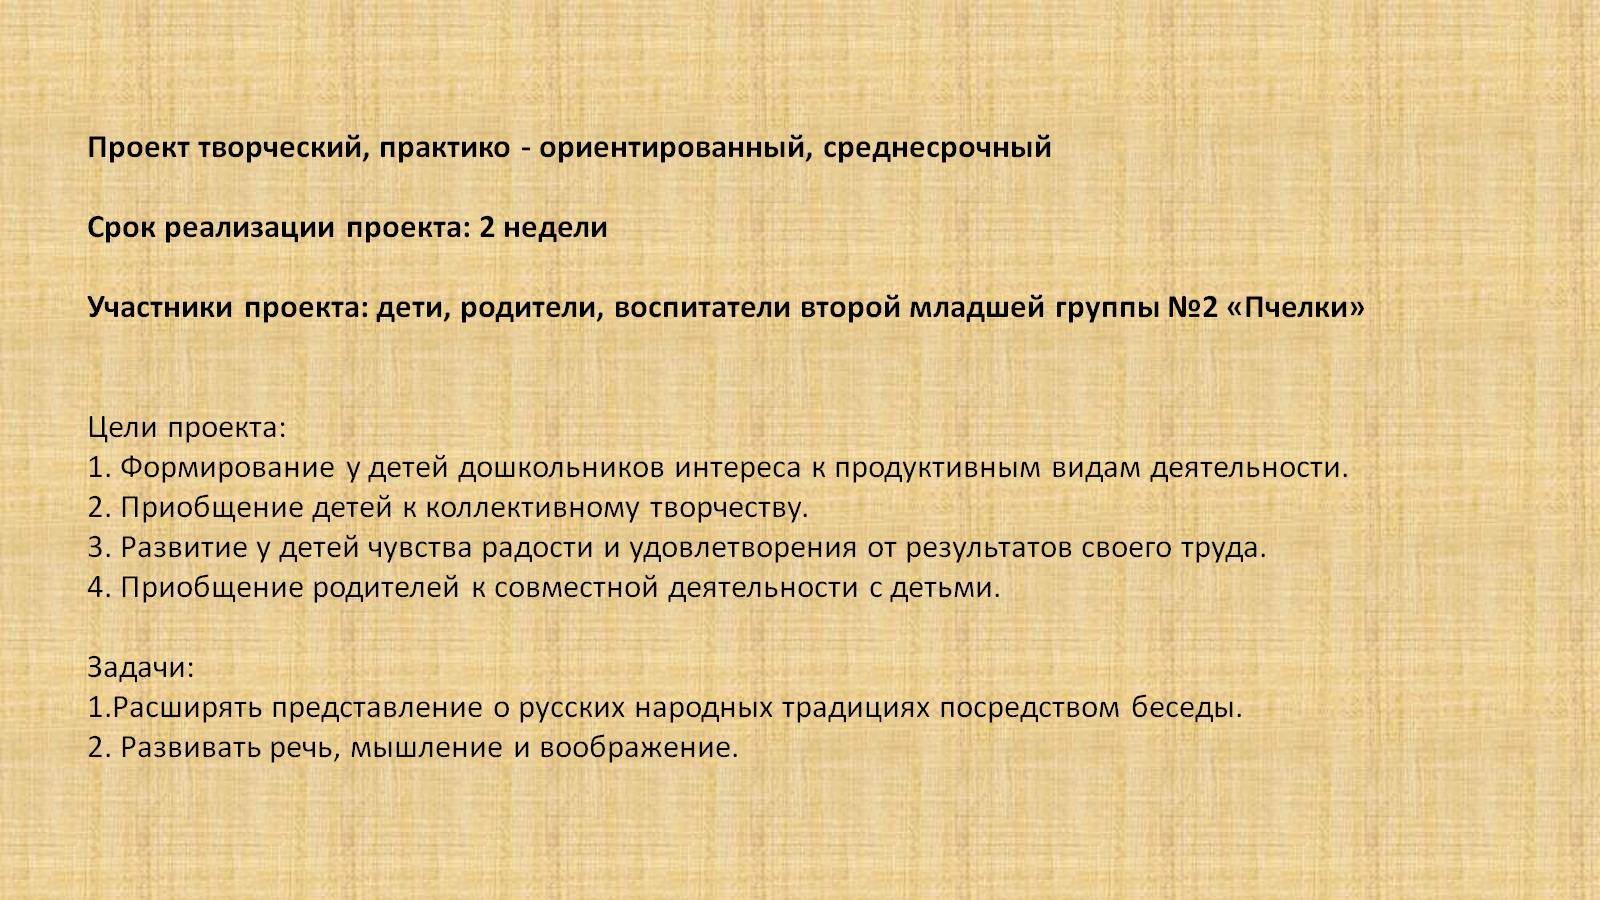 Проект творческий, практико - ориентированный, среднесрочный
Срок реализации проекта: 2 недели
Участники проекта: дети, родители, воспитатели второй младшей группы №2 «Пчелки»
Цели проекта:
1. Формирование у детей дошкольников интереса к продуктивным видам деятельности.
2. Приобщение детей к коллективному творчеству.
3. Развитие у детей чувства радости и удовлетворения от результатов своего труда.
4. Приобщение родителей к совместной деятельности с детьми.
Задачи:
1.Расширять представление о русских народных традициях посредством беседы.
2. Развивать речь, мышление и воображение.